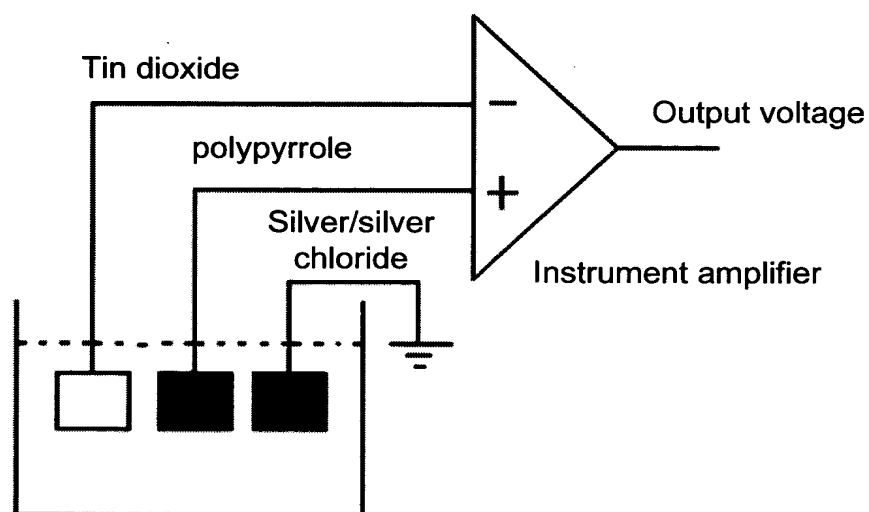 Tin dioxide
Output voltage
polypyrrole
Silver/silver
chloride
Instrument amplifier
−
+